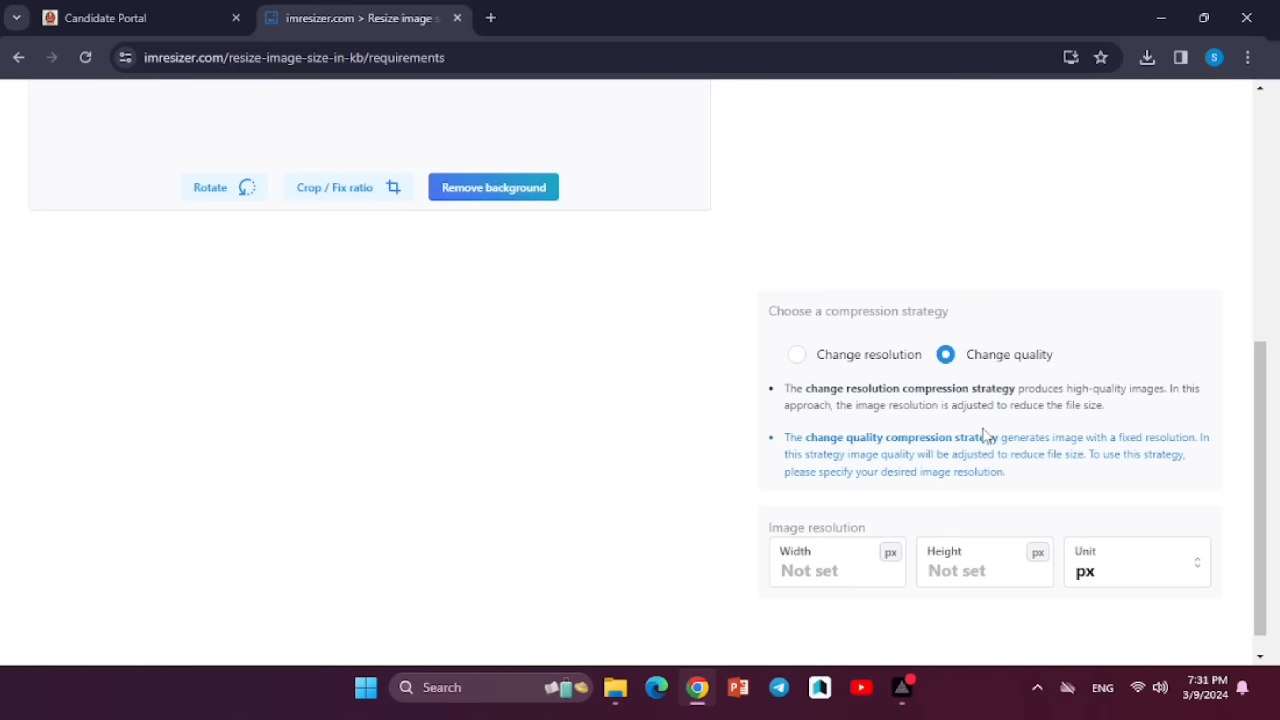 Candidate Portal
imresizer.com > Resize image s
imresizer.com/resize-image-size-in-kb/requirements
S
Rotate
Crop / Fix ratio
Remove background
Choose a compression strategy
Change resolution
Change quality
• The change resolution compression strategy produces high-quality images. In this
approach, the image resolution is adjusted to reduce the file size.
• The change quality compression strategy generates image with a fixed resolution. In
this strategy image quality will be adjusted to reduce file size. To use this strategy,
please specify your desired image resolution.
Image resolution
Width px
Not set
Height px
Not set
Unit
px
Search
ENG
7:31 PM
3/9/2024